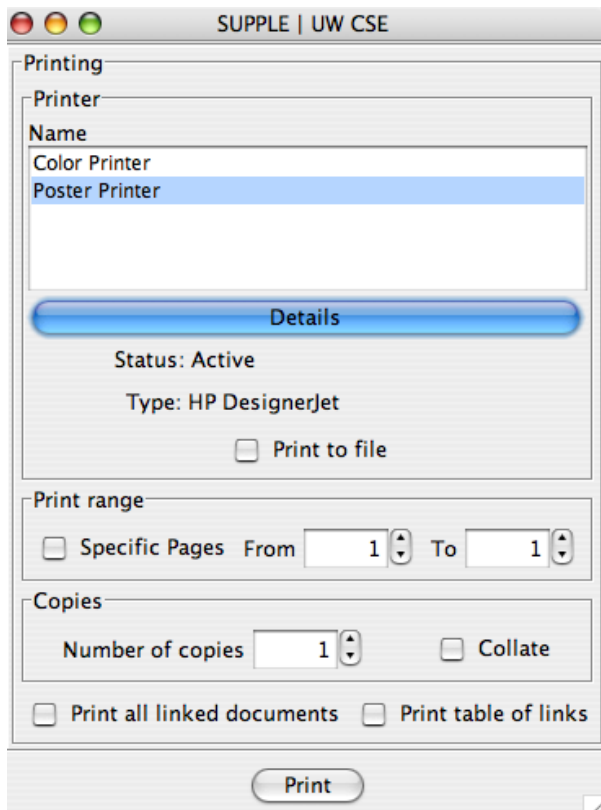 SUPPLE | UW CSE
Printing
Printer
Name
Color Printer
Poster Printer
Details
Status: Active
Type: HP DesignerJet
Print to file
Print range
Specific Pages From 1 To 1
Copies
Number of copies 1 Collate
Print all linked documents Print table of links
Print